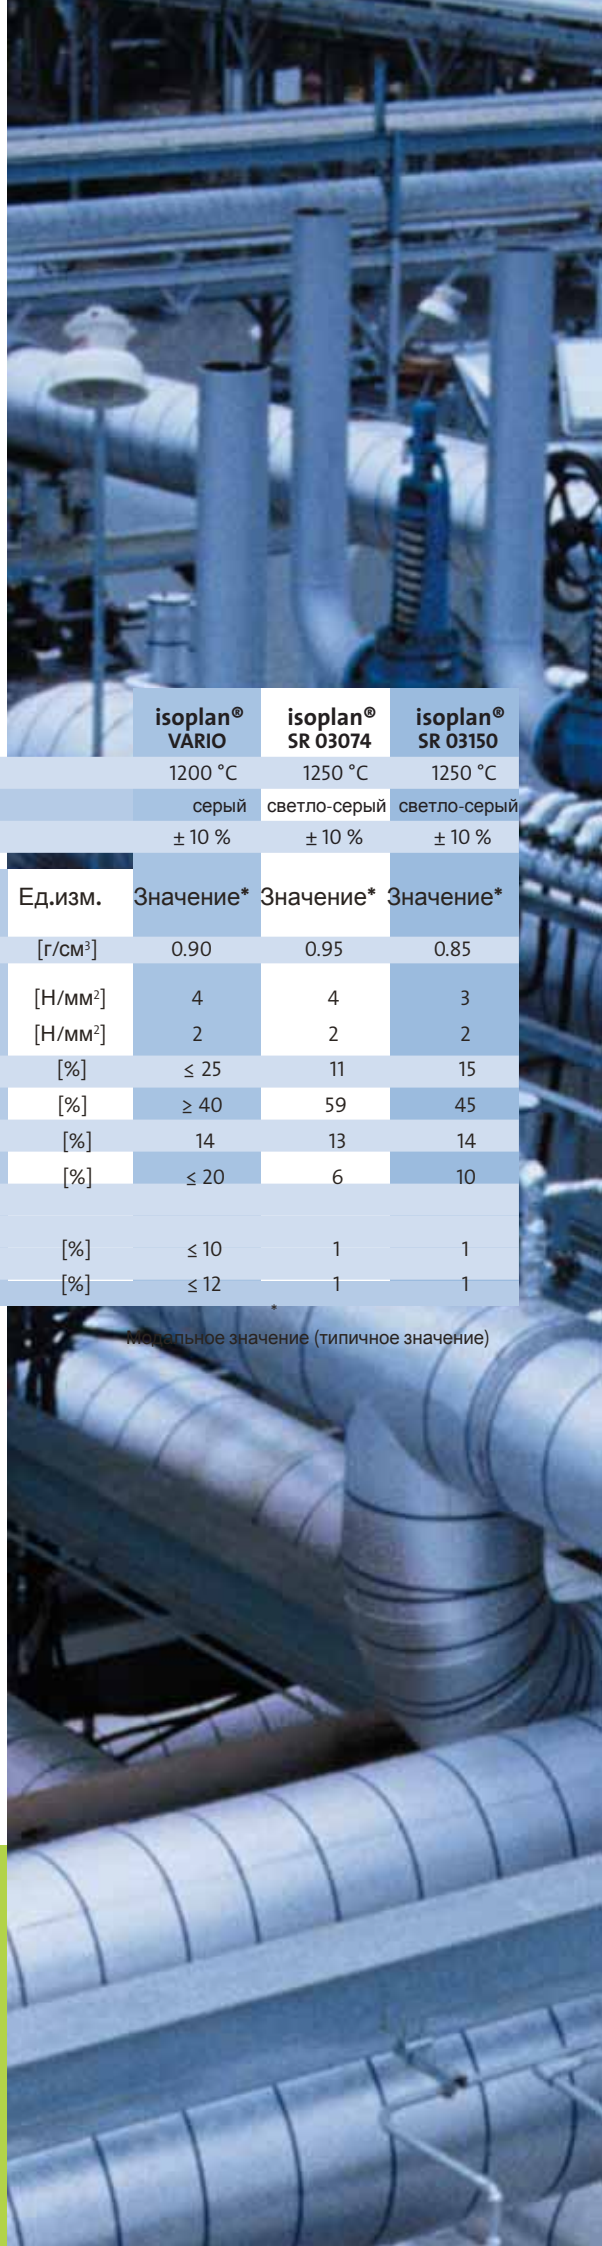 isoplan® isoplan® isoplan®
VARIO SR 03074 SR 03150
1200 °C 1250 °C 1250 °C
серый светло-серый светло-серый
± 10 % ± 10 % ± 10 %
Ед.изм. Значение* Значение* Значение*
[г/см³] 0.90 0.95 0.85
[Н/мм²] 4 4 3
[Н/мм²] 2 2 2
[%] ≤ 25 11 15
[%] ≥ 40 59 45
[%] 14 13 14
[%] ≤ 20 6 10
[%] ≤ 10 1 1
[%] ≤ 12 1 1
*
Модальное значение (типичное значение)